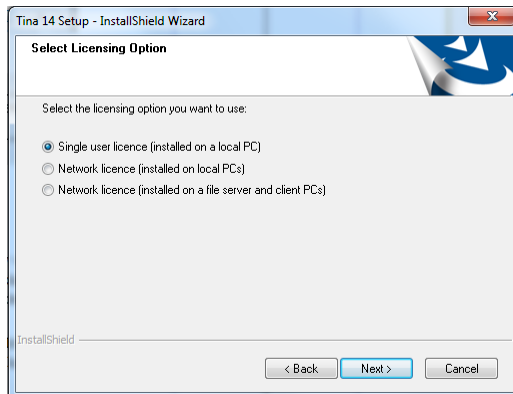 Tina 14 Setup - InstallShield Wizard
Select Licensing Option
Select the licensing option you want to use:
Single user licence (installed on a local PC)
Network licence (installed on local PCs)
Network licence (installed on a file server and client PCs)
InstallShield
< Back Next > Cancel